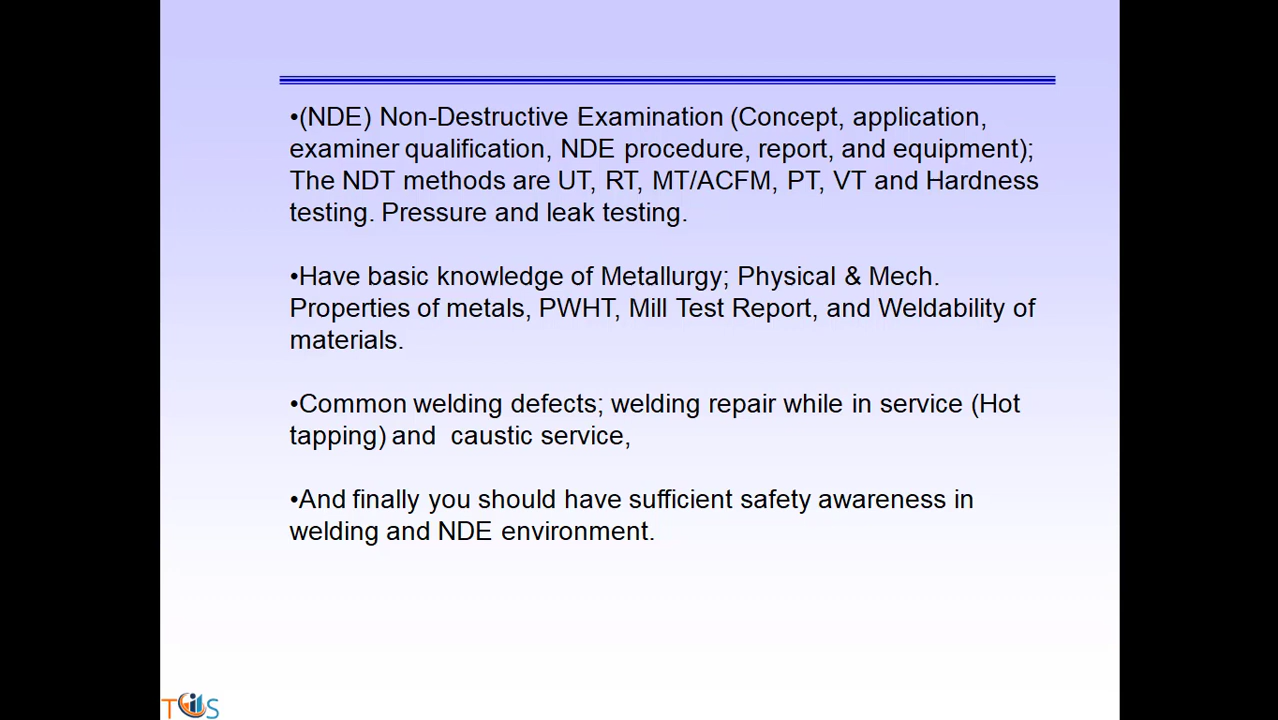 •(NDE) Non-Destructive Examination (Concept, application,
examiner qualification, NDE procedure, report, and equipment);
The NDT methods are UT, RT, MT/ACFM, PT, VT and Hardness
testing. Pressure and leak testing.
•Have basic knowledge of Metallurgy; Physical & Mech.
Properties of metals, PWHT, Mill Test Report, and Weldability of
materials.
•Common welding defects; welding repair while in service (Hot
tapping) and  caustic service,
•And finally you should have sufficient safety awareness in
welding and NDE environment.